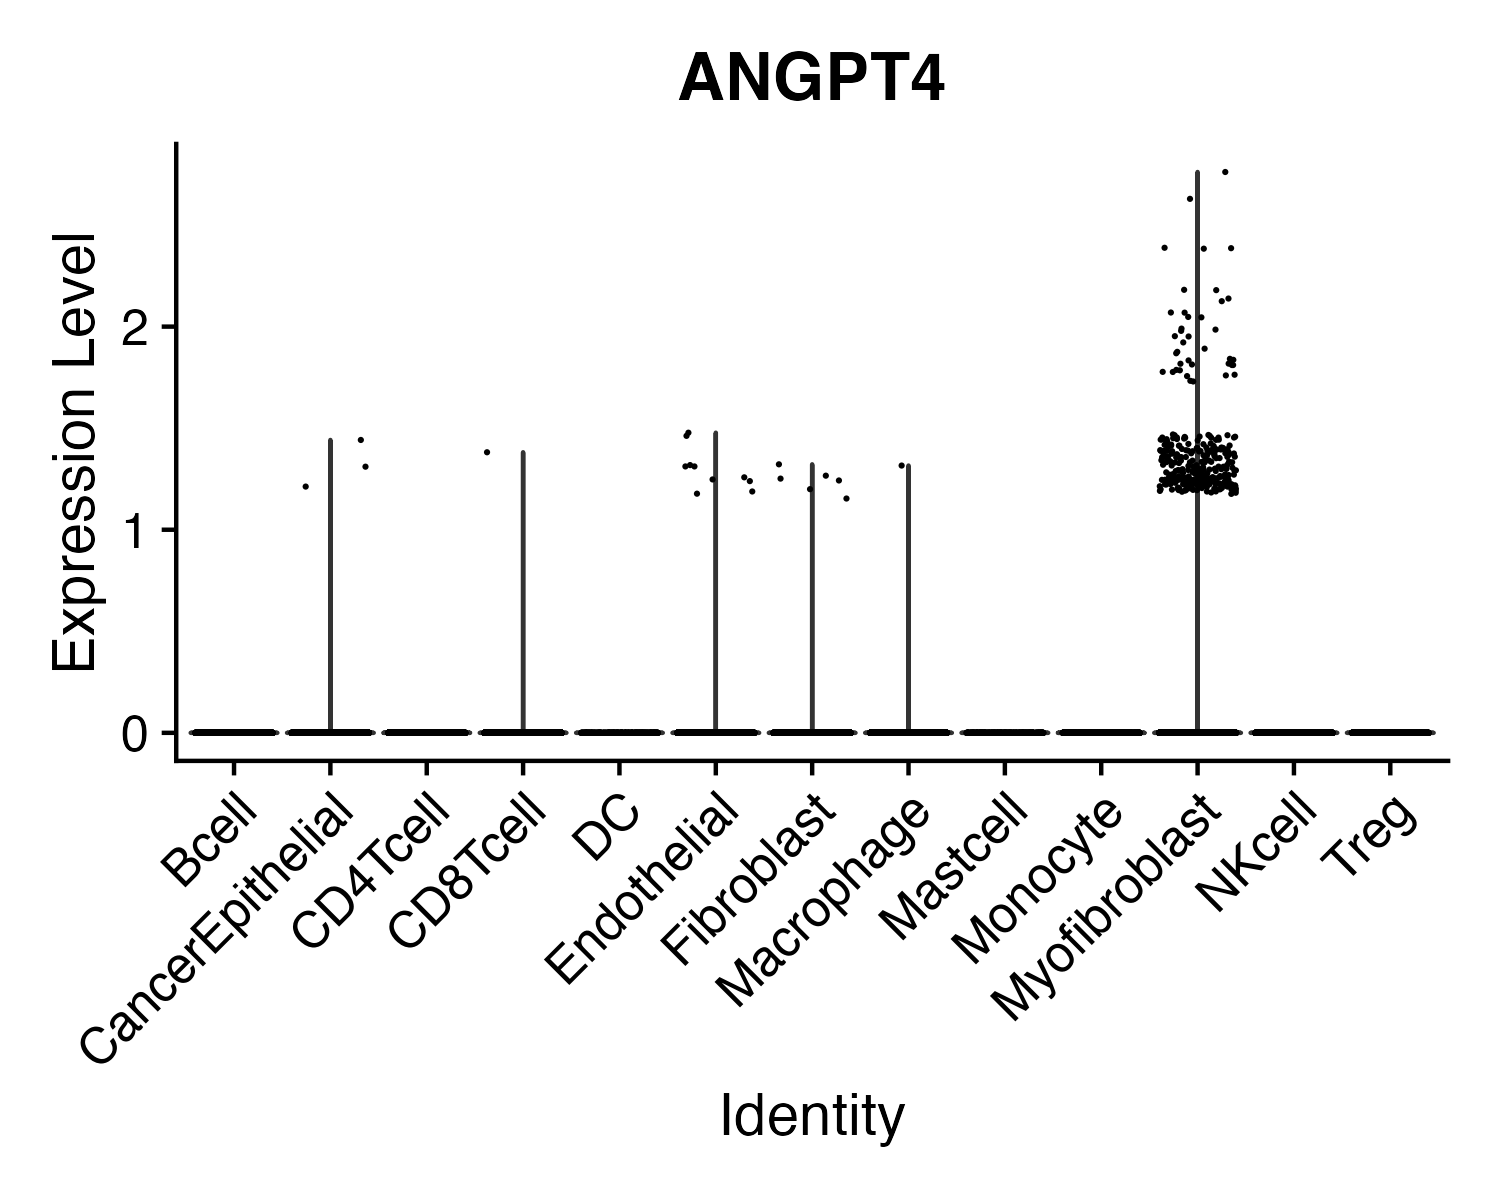 ANGPT4
Expression Level
2
1
0
Bcell
CancerEpithelial
CD4Tcell
CD8Tcell
DC
Endothelial
Fibroblast
Macrophage
Mastcell
Monocyte
Myofibroblast
NKcell
Treg
Identity